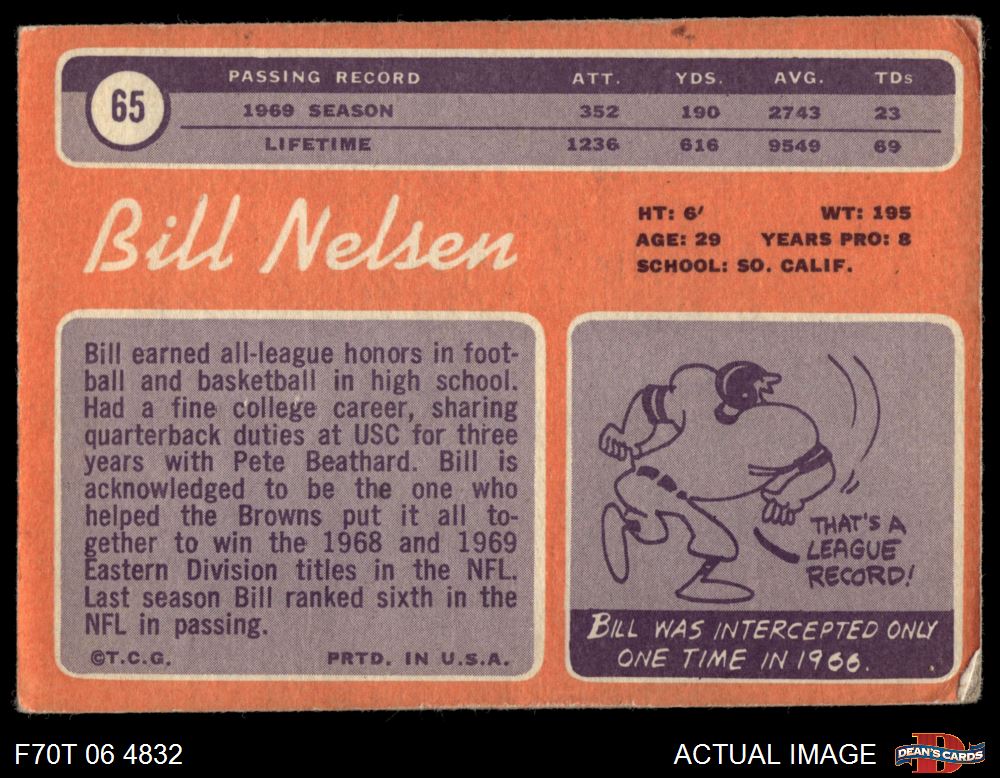 65
PASSING RECORD ATT. YDS. AVG. TDs
1969 SEASON 352 190 2743 23
LIFETIME 1236 616 9549 69
Bill Nelsen
HT: 6' WT: 195
AGE: 29 YEARS PRO: 8
SCHOOL: SO. CALIF.
Bill earned all-league honors in foot-
ball and basketball in high school.
Had a fine college career, sharing
quarterback duties at USC for three
years with Pete Beathard. Bill is
acknowledged to be the one who
helped the Browns put it all to-
gether to win the 1968 and 1969
Eastern Division titles in the NFL.
Last season Bill ranked sixth in the
NFL in passing.
©T.C.G. PRTD. IN U.S.A.
THAT'S A
LEAGUE
RECORD!
BILL WAS INTERCEPTED ONLY
ONE TIME IN 1966.
F70T 06 4832
ACTUAL IMAGE
D
DEAN'S CARDS